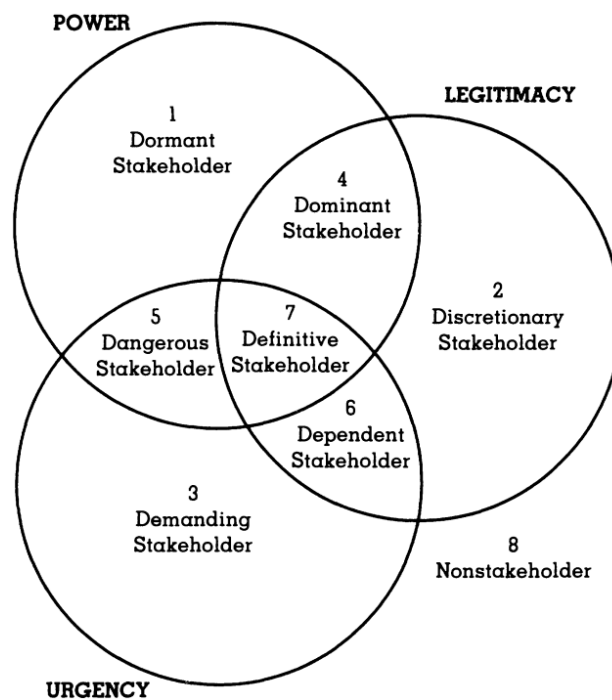 POWER
LEGITIMACY
1
Dormant
Stakeholder
4
Dominant
Stakeholder
2
Discretionary
Stakeholder
5
Dangerous
Stakeholder
7
Definitive
Stakeholder
6
Dependent
Stakeholder
3
Demanding
Stakeholder
8
Nonstakeholder
URGENCY